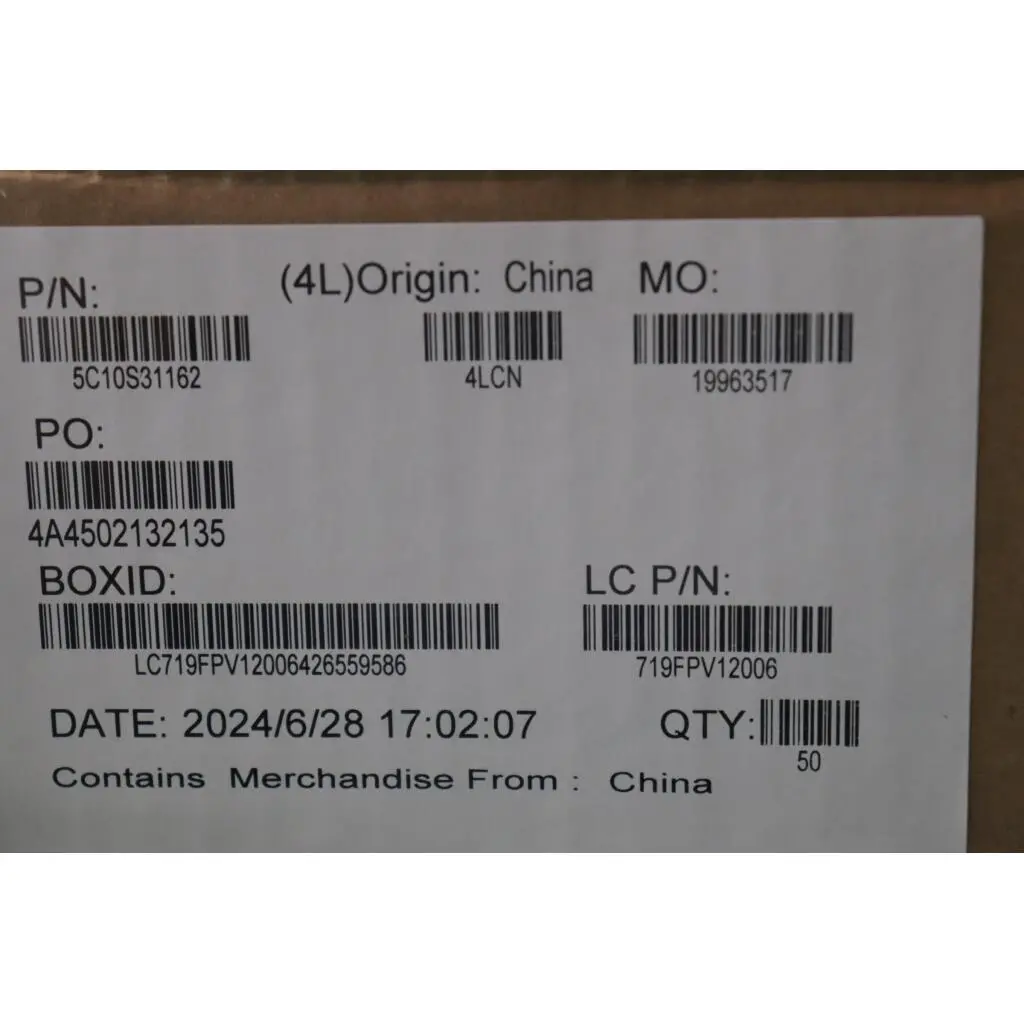 P/N: (4L)Origin: China MO:
5C10S31162 4LCN 19963517
PO:
4A4502132135
BOXID: LC P/N:
LC719FPV12006426559586 719FPV12006
DATE: 2024/6/28 17:02:07 QTY:
50
Contains Merchandise From : China